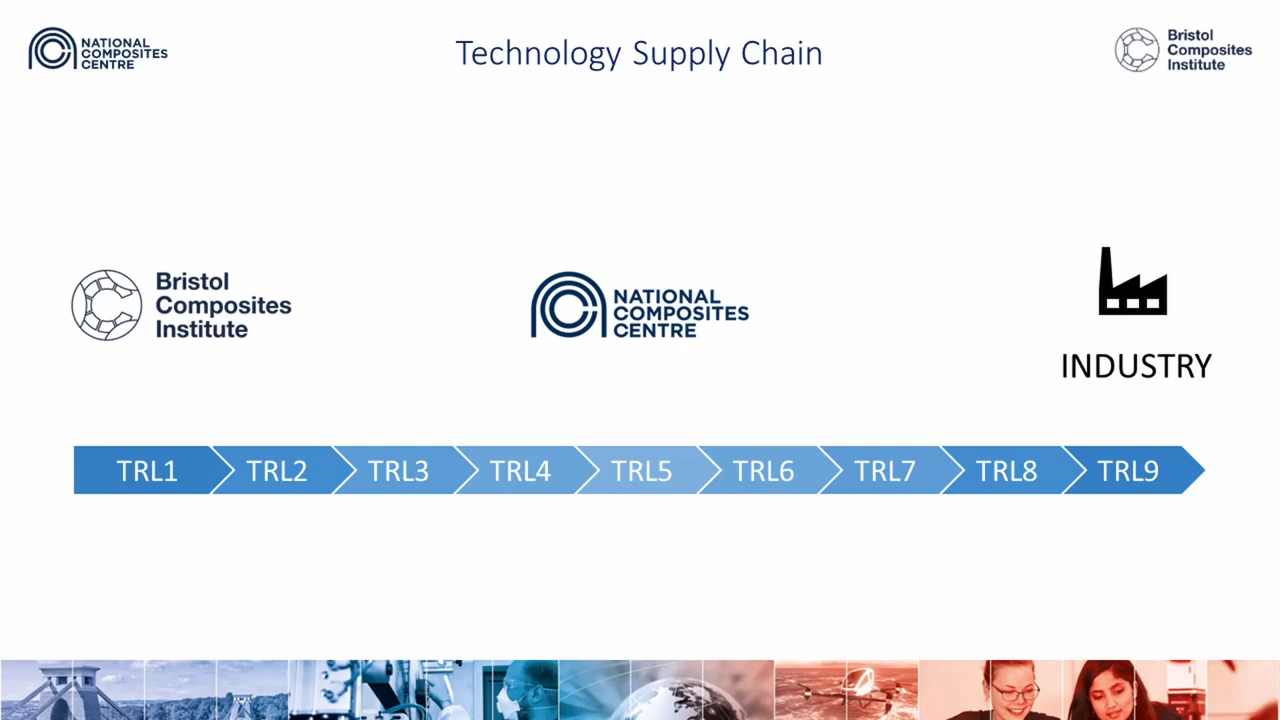 NATIONAL
COMPOSITES
CENTRE
Technology Supply Chain
Bristol
Composites
Institute
Bristol
Composites
Institute
NATIONAL
COMPOSITES
CENTRE
INDUSTRY
TRL1 TRL2 TRL3 TRL4 TRL5 TRL6 TRL7 TRL8 TRL9